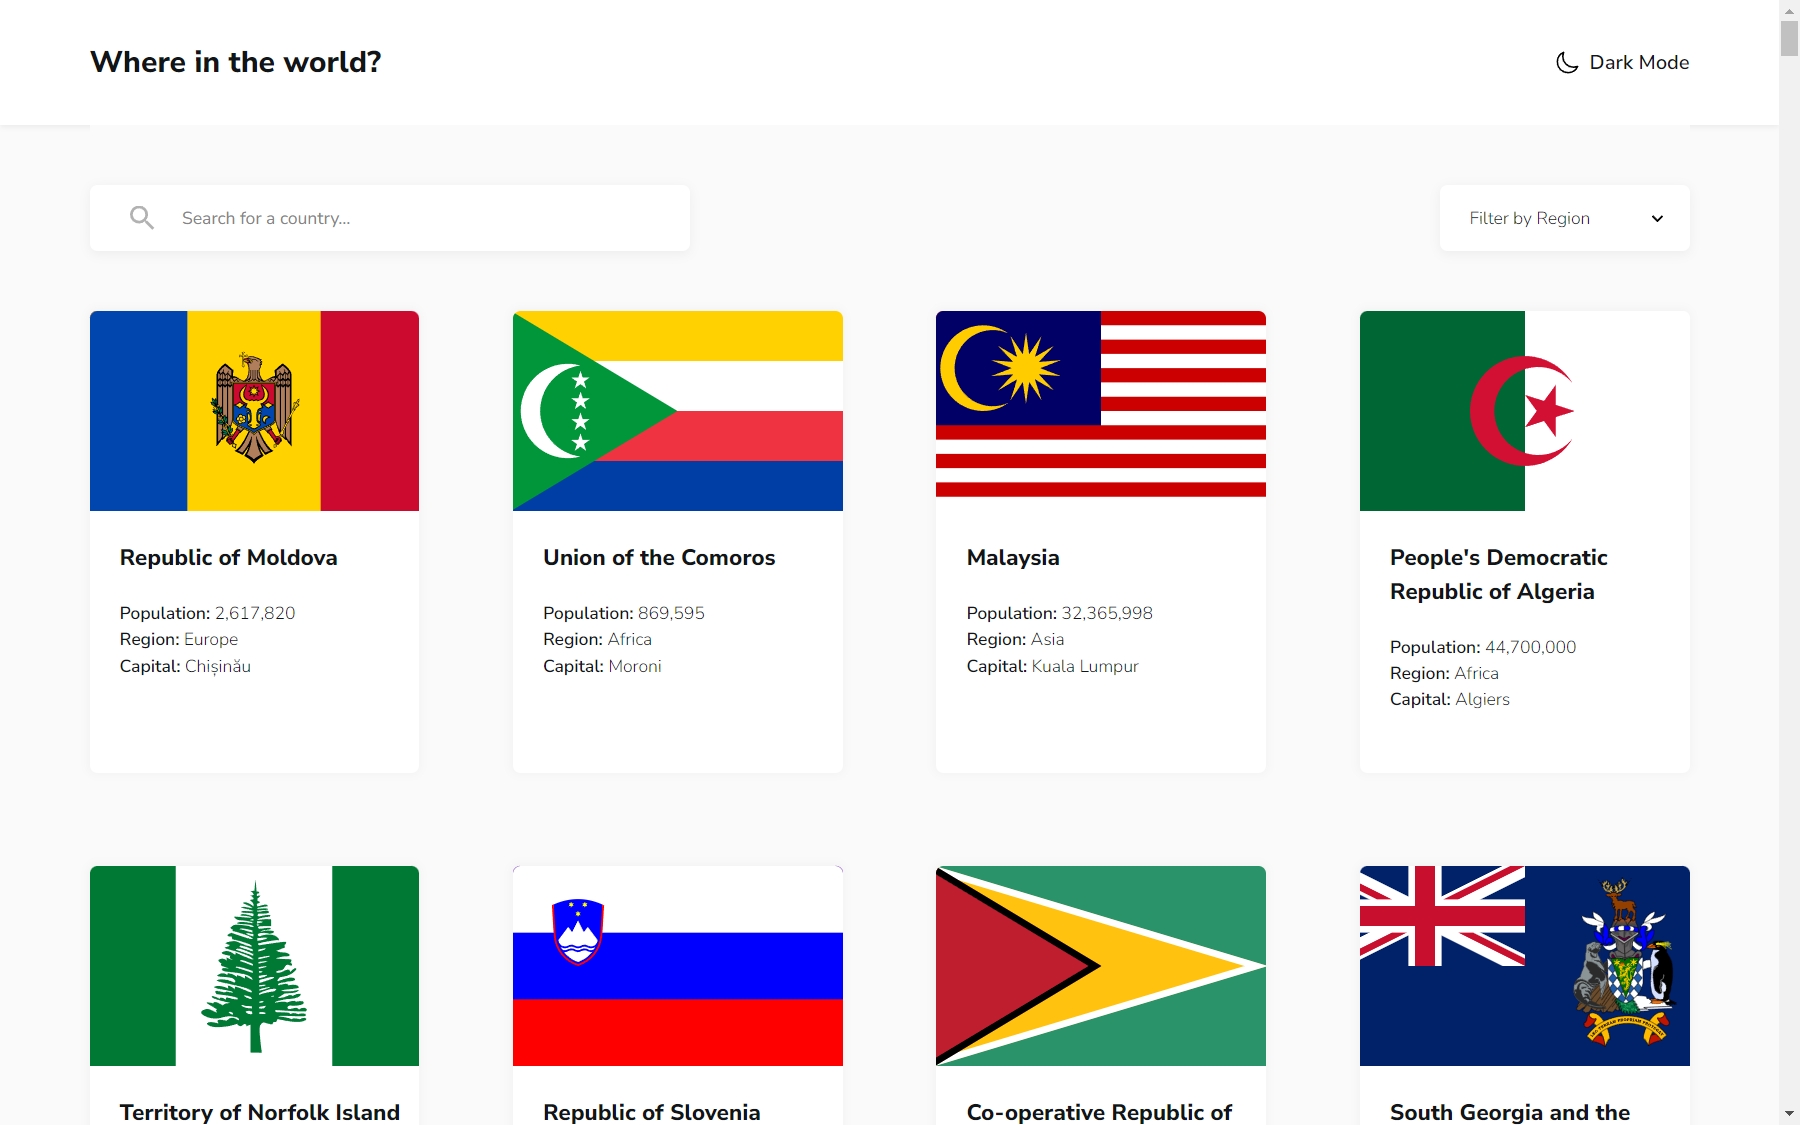 Where in the world?
Dark Mode
Search for a country...
Filter by Region
Republic of Moldova
Population: 2,617,820
Region: Europe
Capital: Chișinău
Union of the Comoros
Population: 869,595
Region: Africa
Capital: Moroni
Malaysia
Population: 32,365,998
Region: Asia
Capital: Kuala Lumpur
People's Democratic
Republic of Algeria
Population: 44,700,000
Region: Africa
Capital: Algiers
Territory of Norfolk Island
Republic of Slovenia
Co-operative Republic of
South Georgia and the